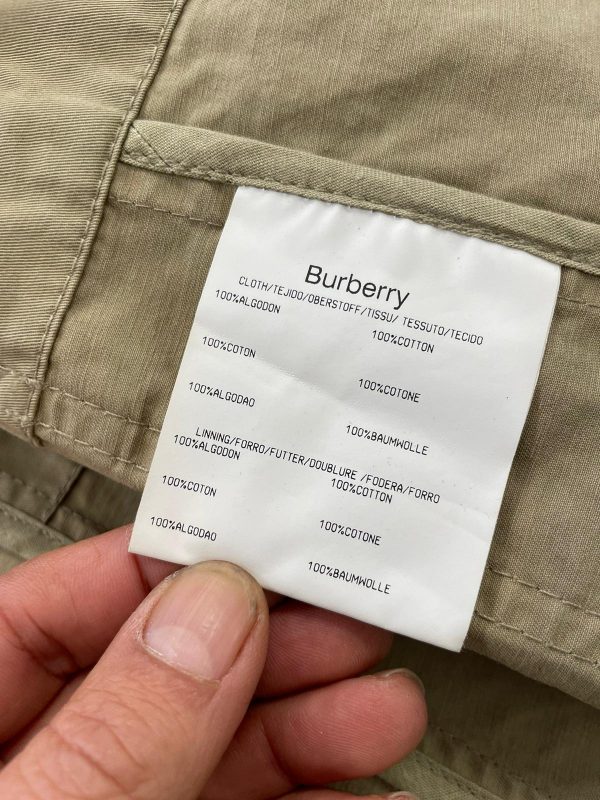 Burberry
CLOTH/TEJIDO/OBERSTOFF/TISSU/ TESSUTO/TECIDO
100%ALGODON
100%COTTON
100%COTON
100%COTONE
100%ALGODAO
100%BAUMWOLLE
LINNING/FORRO/FUTTER/DOUBLURE /FODERA/FORRO
100%ALGODON
100%COTTON
100%COTON
100%COTONE
100%ALGODAO
100%BAUMWOLLE